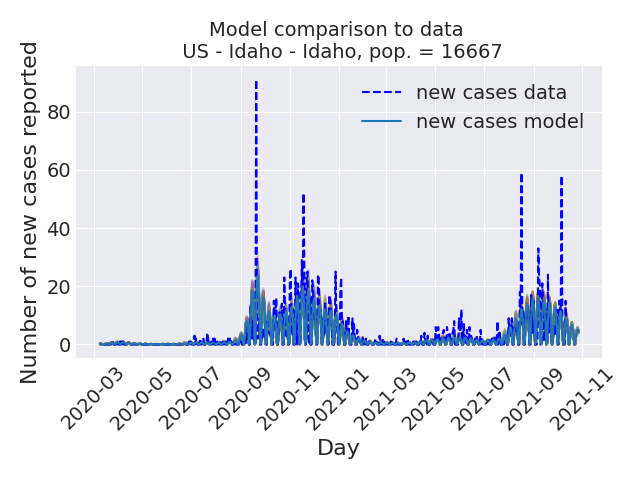 Model comparison to data
US - Idaho - Idaho, pop. = 16667
Number of new cases reported
80
60
40
20
0
new cases data
new cases model
2020-03
2020-05
2020-07
2020-09
2020-11
2021-01
2021-03
2021-05
2021-07
2021-09
2021-11
Day